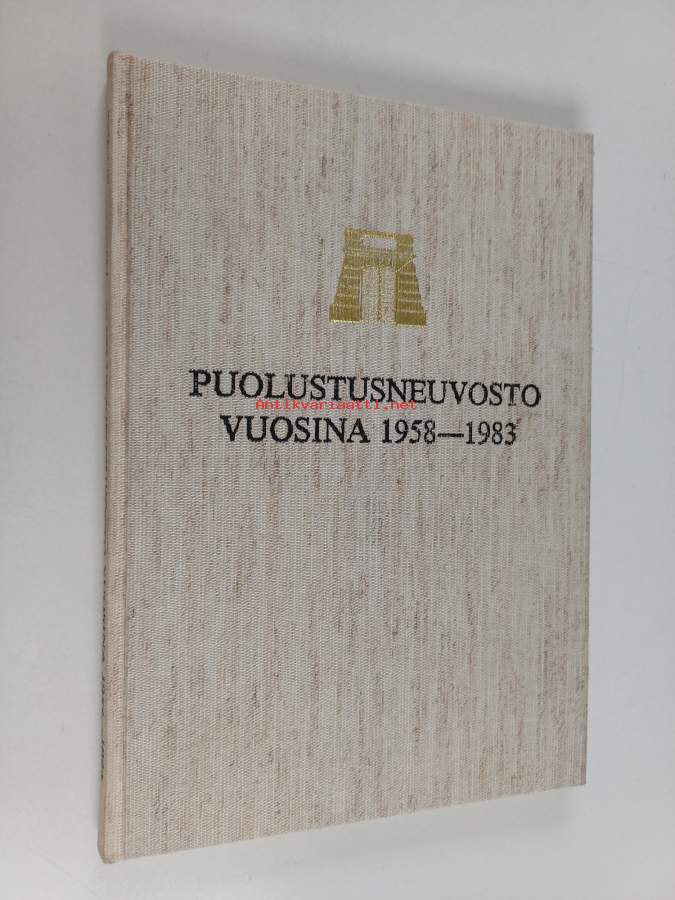 PUOLUSTUSNEUVOSTO
Antikvariaatti.net
VUOSINA 1958—1983